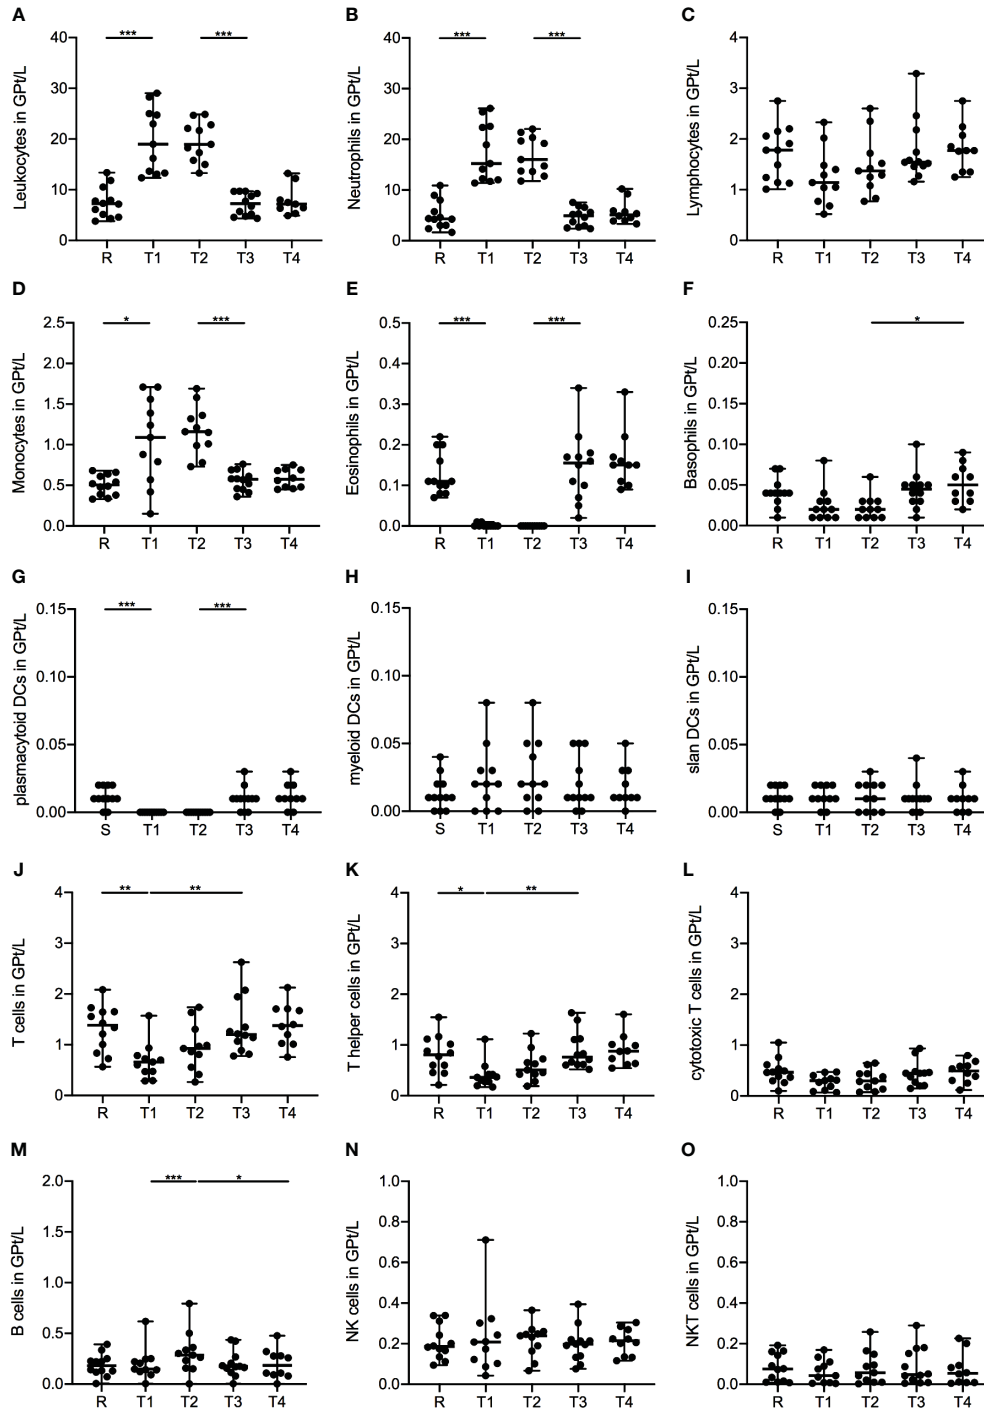 A B C
*** ***
*** ***
Leukocytes in GPt/L
40
30
20
10
0
R T1 T2 T3 T4
Neutrophils in GPt/L
40
30
20
10
0
R T1 T2 T3 T4
Lymphocytes in GPt/L
4
3
2
1
0
R T1 T2 T3 T4
D E F
* ***
*** ***
*
Monocytes in GPt/L
2.5
2.0
1.5
1.0
0.5
0.0
R T1 T2 T3 T4
Eosinophils in GPt/L
0.5
0.4
0.3
0.2
0.1
0.0
R T1 T2 T3 T4
Basophils in GPt/L
0.25
0.20
0.15
0.10
0.05
0.00
R T1 T2 T3 T4
G H I
*** ***
plasmacytoid DCs in GPt/L
0.15
0.10
0.05
0.00
S T1 T2 T3 T4
myeloid DCs in GPt/L
0.15
0.10
0.05
0.00
S T1 T2 T3 T4
slan DCs in GPt/L
0.15
0.10
0.05
0.00
S T1 T2 T3 T4
J K L
** **
* **
T cells in GPt/L
4
3
2
1
0
R T1 T2 T3 T4
T helper cells in GPt/L
4
3
2
1
0
R T1 T2 T3 T4
cytotoxic T cells in GPt/L
4
3
2
1
0
R T1 T2 T3 T4
M N O
*** *
B cells in GPt/L
2.0
1.5
1.0
0.5
0.0
R T1 T2 T3 T4
NK cells in GPt/L
1.0
0.8
0.6
0.4
0.2
0.0
R T1 T2 T3 T4
NKT cells in GPt/L
1.0
0.8
0.6
0.4
0.2
0.0
R T1 T2 T3 T4